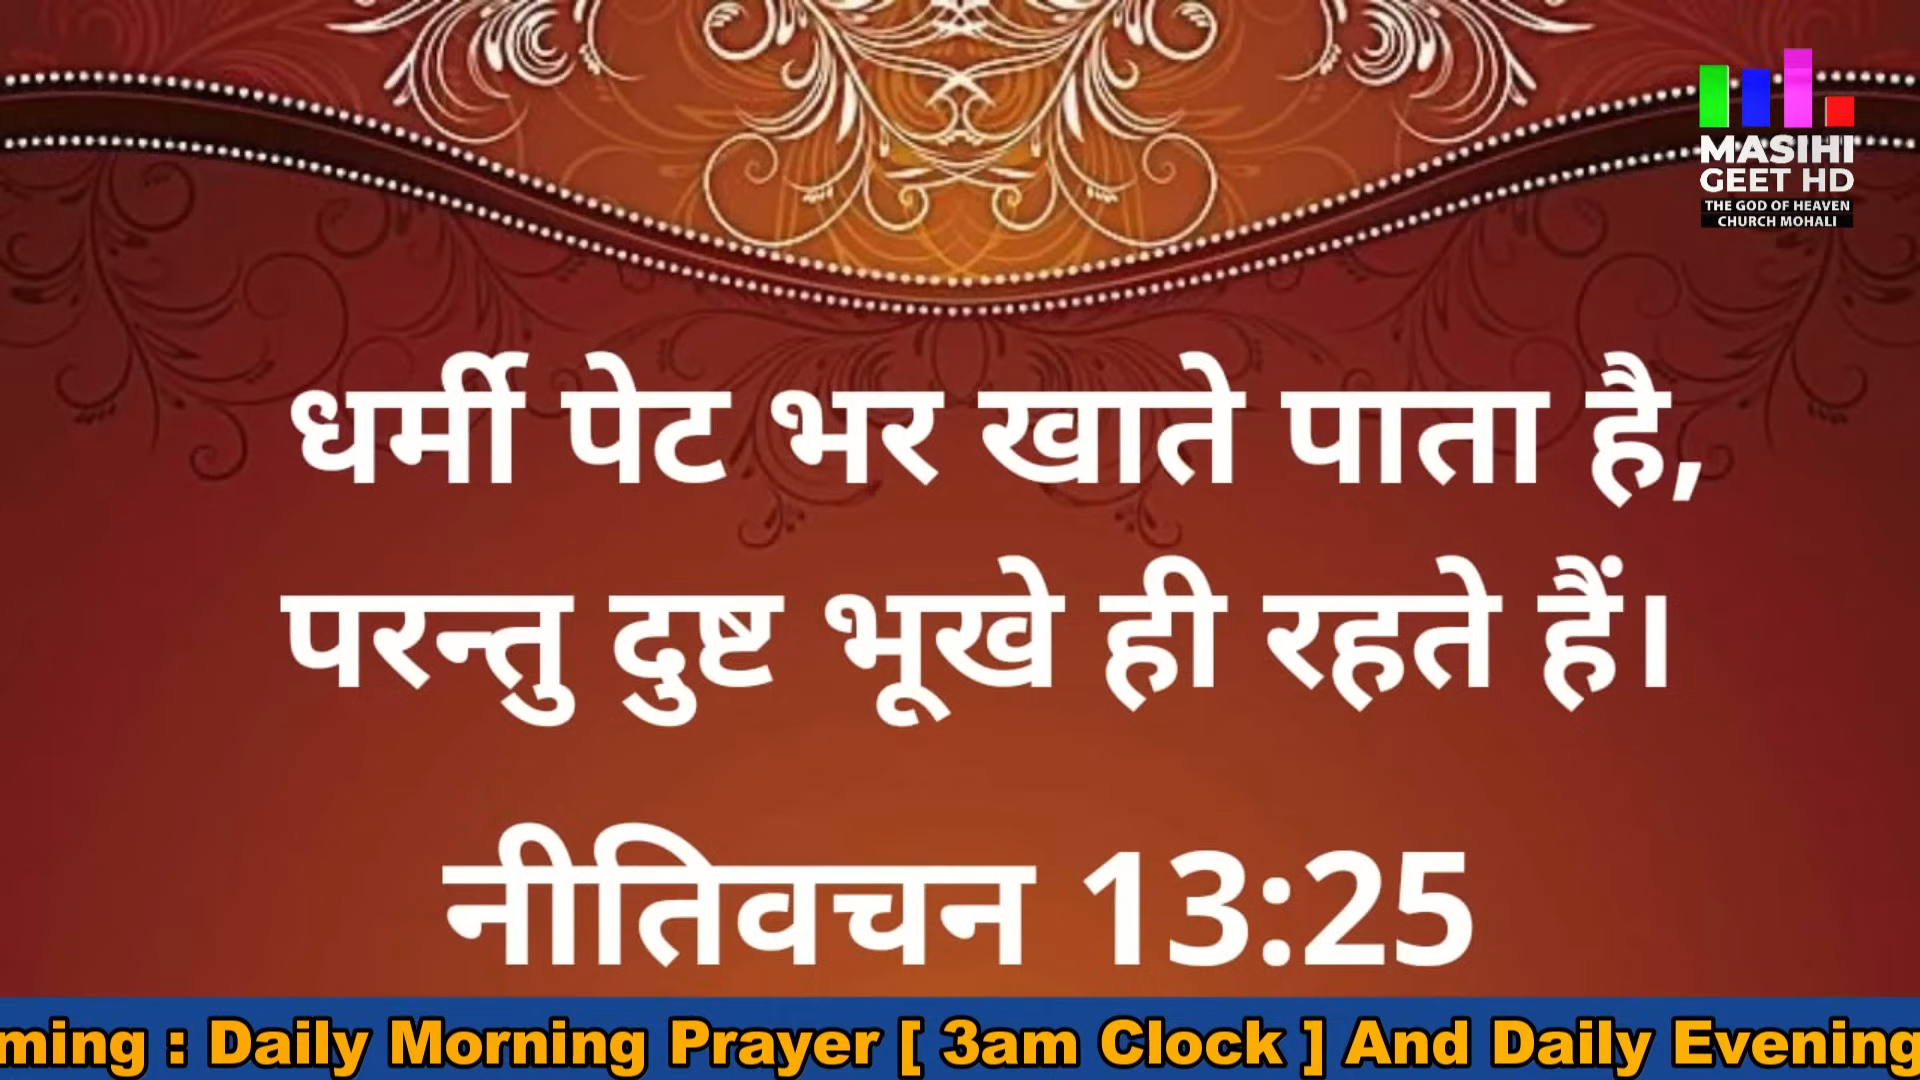 MASIHI
GEET HD
THE GOD OF HEAVEN
CHURCH MOHALI
धर्मी पेट भर खाते पाता है,
परन्तु दुष्ट भूखे ही रहते हैं।
नीतिवचन 13:25
ming : Daily Morning Prayer [ 3am Clock ] And Daily Evening